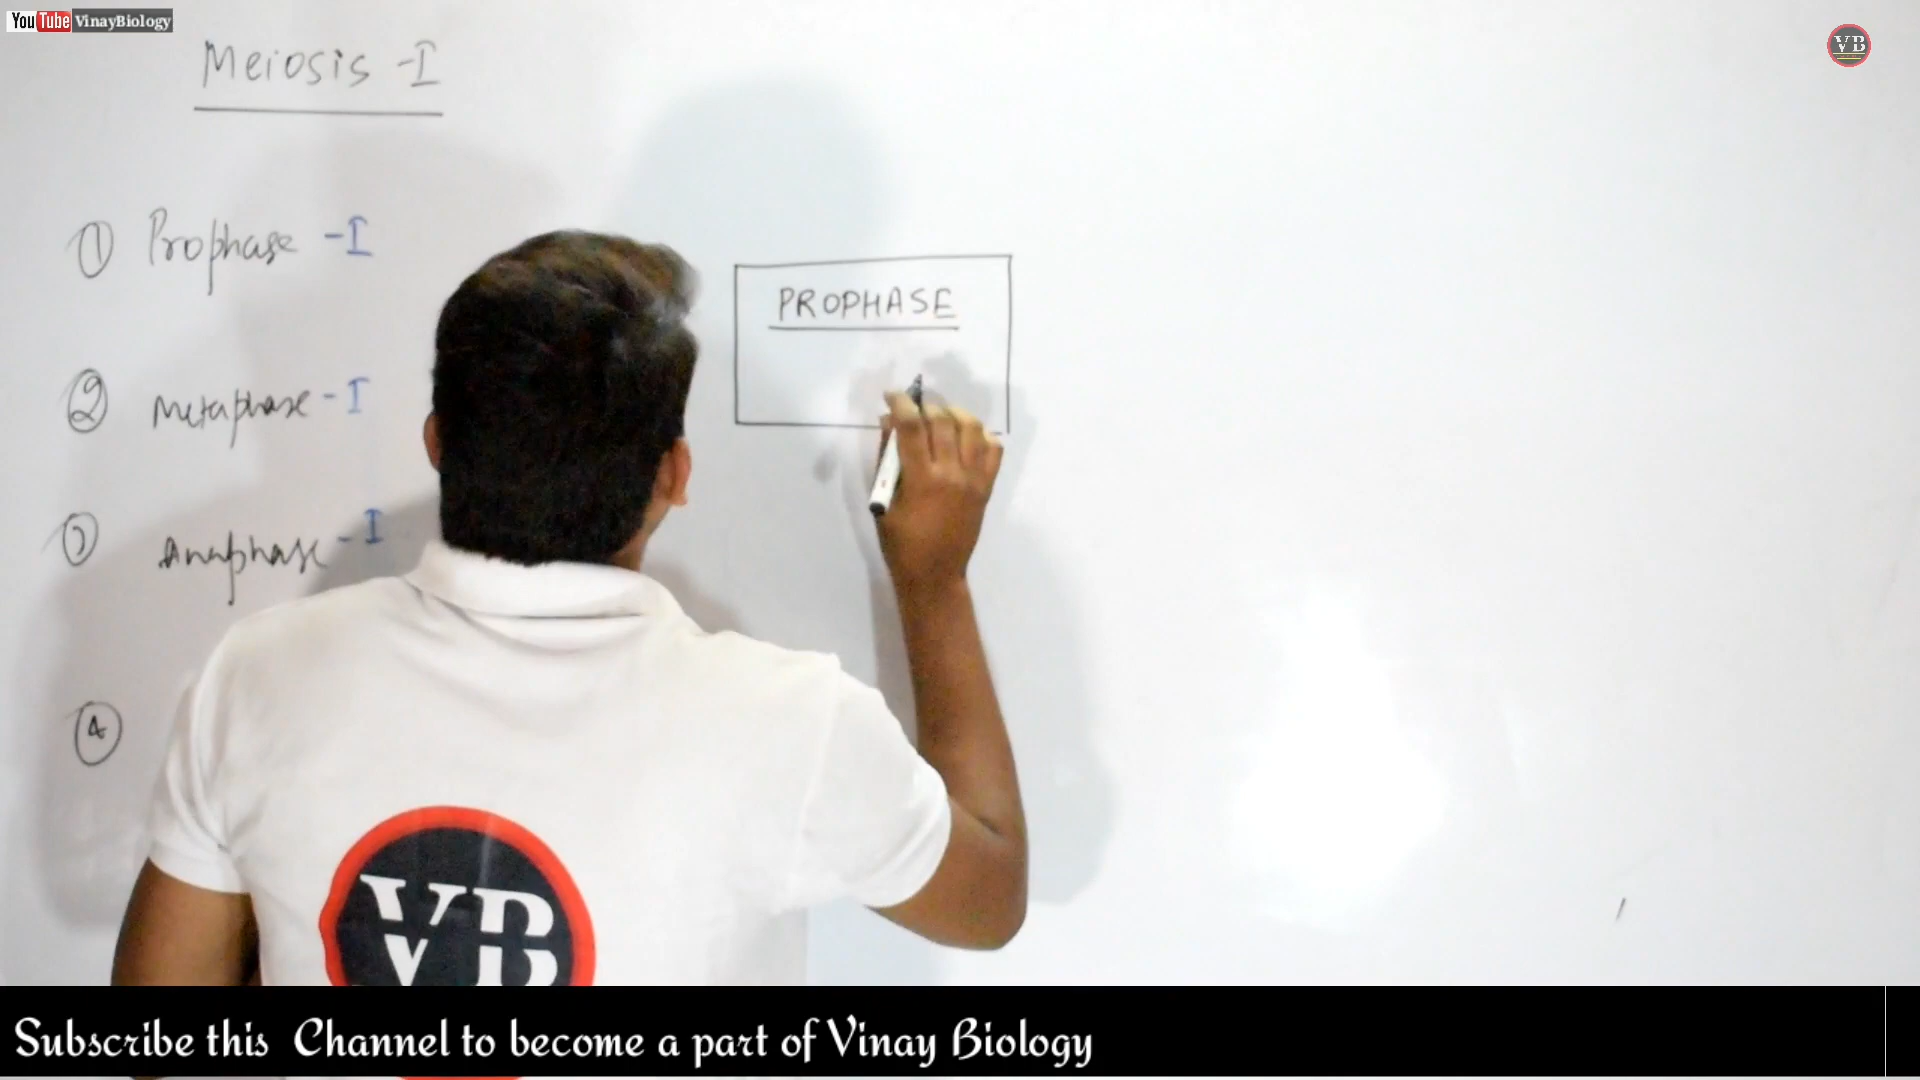 YouTube VinayBiology
VB
Meiosis - I
① Prophase - I
② Metaphase - I
③ Anaphase - I
④
PROPHASE
VB
Subscribe this Channel to become a part of Vinay Biology